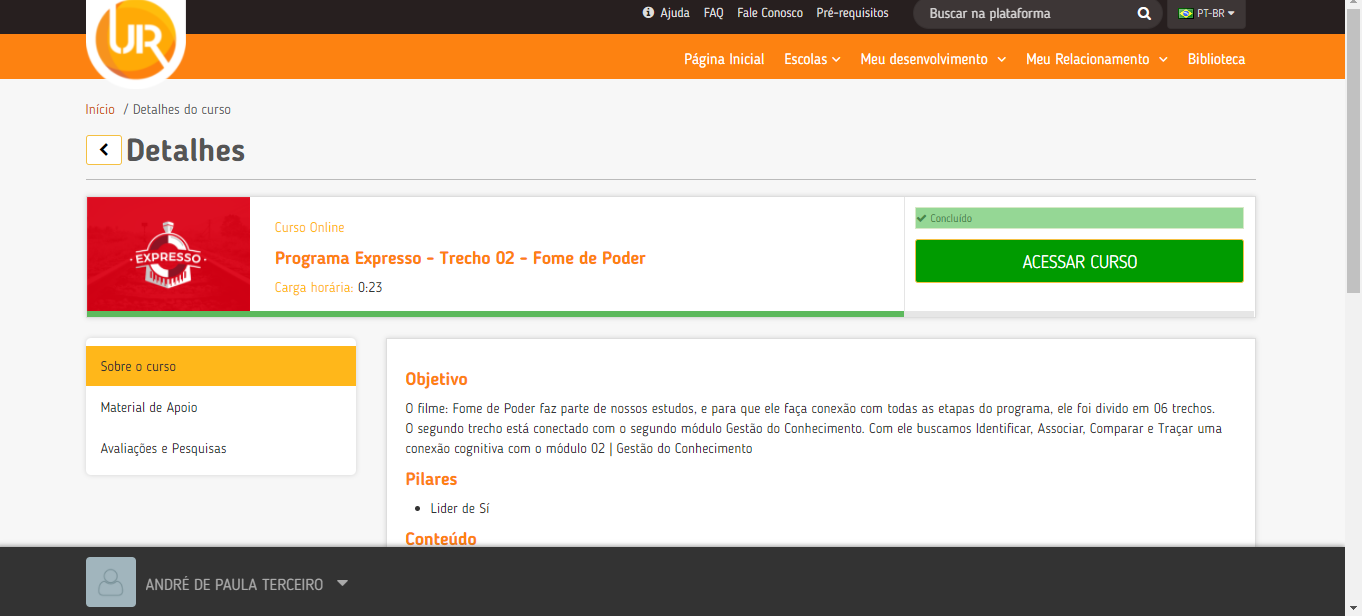 UR
Ajuda FAQ Fale Conosco Pré-requisitos Buscar na plataforma PT-BR
Página Inicial Escolas Meu desenvolvimento Meu Relacionamento Biblioteca
Início / Detalhes do curso
Detalhes
EXPRESSO
Curso Online
Programa Expresso - Trecho 02 - Fome de Poder
Carga horária: 0:23
Concluído
ACESSAR CURSO
Sobre o curso
Material de Apoio
Avaliações e Pesquisas
Objetivo
O filme: Fome de Poder faz parte de nossos estudos, e para que ele faça conexão com todas as etapas do programa, ele foi divido em 06 trechos.
O segundo trecho está conectado com o segundo módulo Gestão do Conhecimento. Com ele buscamos Identificar, Associar, Comparar e Traçar uma
conexão cognitiva com o módulo 02 | Gestão do Conhecimento
Pilares
• Lider de Sí
Conteúdo
ANDRÉ DE PAULA TERCEIRO